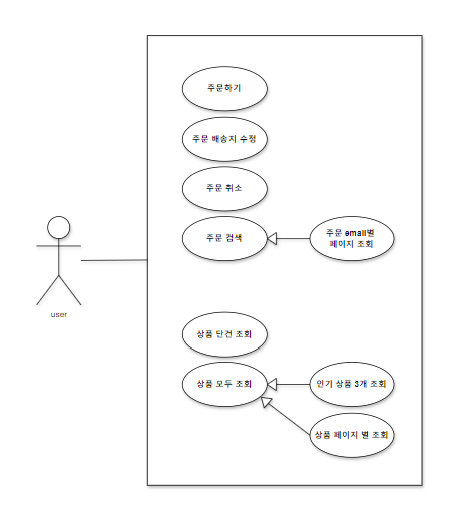 주문하기
주문 배송지 수정
주문 취소
주문 검색
주문 email별
페이지 조회
user
상품 단건 조회
상품 모두 조회
인기 상품 3개 조회
상품 페이지 별 조회